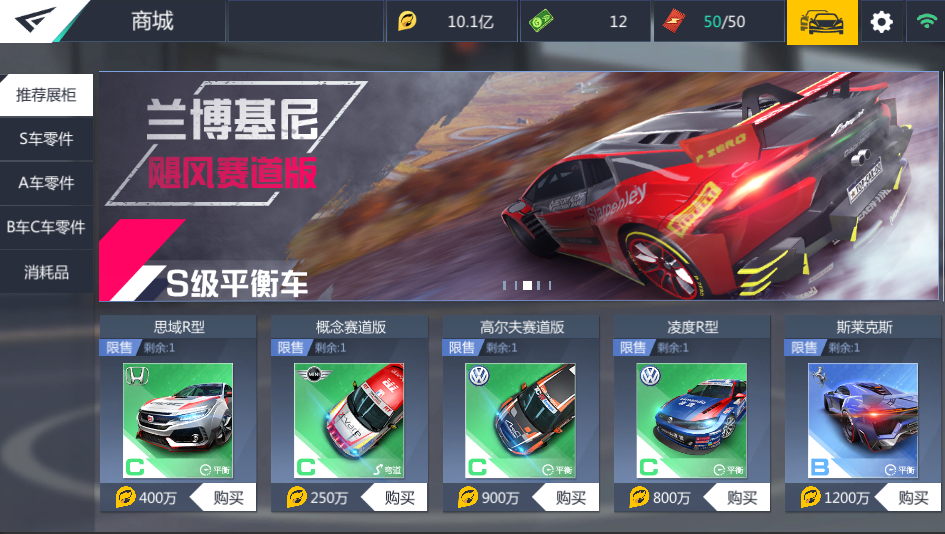 商城
10.1亿
12
50/50
推荐展柜
S车零件
A车零件
B车C车零件
消耗品
兰博基尼
飓风赛道版
S级平衡车
P ZERO
思域R型
限售 剩余:1
C 平衡
400万 购买
概念赛道版
限售 剩余:1
MINI
C 弯道
250万 购买
高尔夫赛道版
限售 剩余:1
C 平衡
900万 购买
凌度R型
限售 剩余:1
C 平衡
800万 购买
斯莱克斯
限售 剩余:1
B 平衡
1200万 购买